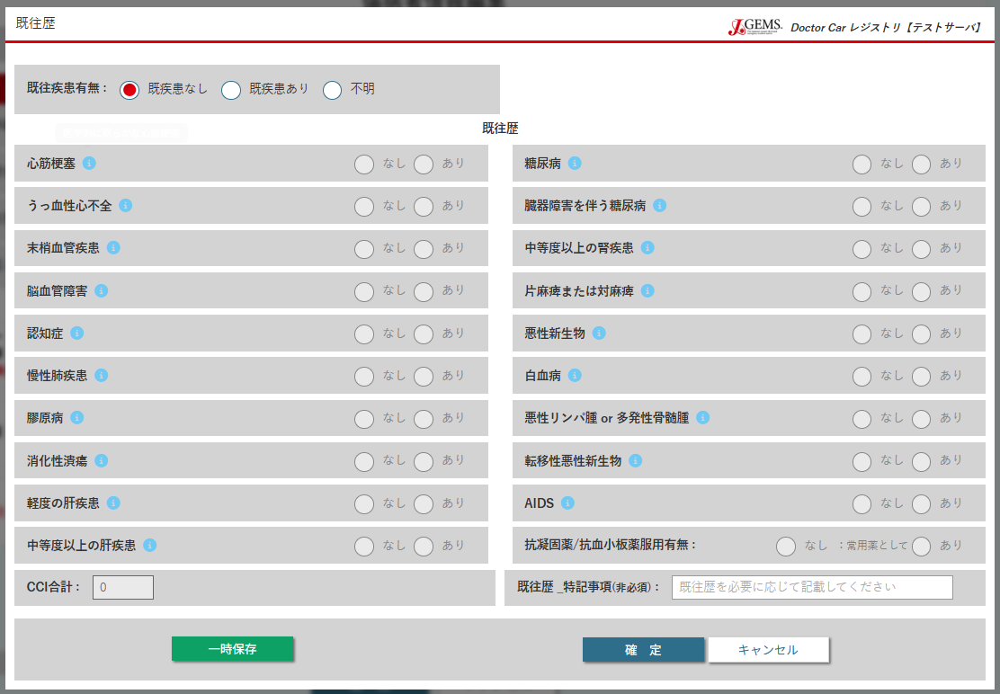 既往歴
J-GEMS. Doctor Car レジストリ【テストサーバ】
既往疾患有無： 既疾患なし 既疾患あり 不明
既往歴
心筋梗塞 i なし あり 糖尿病 i なし あり
うっ血性心不全 i なし あり 臓器障害を伴う糖尿病 i なし あり
末梢血管疾患 i なし あり 中等度以上の腎疾患 i なし あり
脳血管障害 i なし あり 片麻痺または対麻痺 i なし あり
認知症 i なし あり 悪性新生物 i なし あり
慢性肺疾患 i なし あり 白血病 i なし あり
膠原病 i なし あり 悪性リンパ腫 or 多発性骨髄腫 i なし あり
消化性潰瘍 i なし あり 転移性悪性新生物 i なし あり
軽度の肝疾患 i なし あり AIDS i なし あり
中等度以上の肝疾患 i なし あり 抗凝固薬/抗血小板薬服用有無： なし ：常用薬として あり
CCI合計： 0 既往歴 _特記事項(非必須)： 既往歴を必要に応じて記載してください
一時保存 確　定 キャンセル